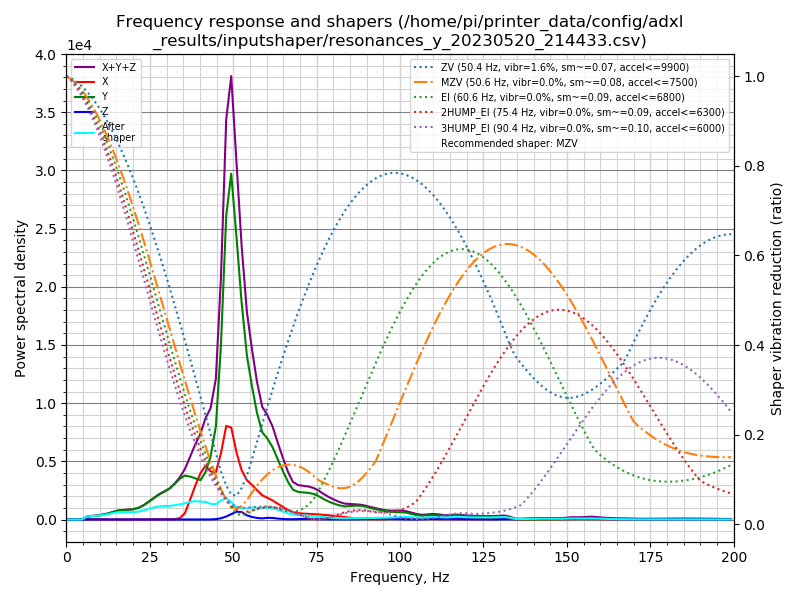 Frequency response and shapers (/home/pi/printer_data/config/adxl
_results/inputshaper/resonances_y_20230520_214433.csv)
1e4
4.0
3.5
3.0
2.5
2.0
1.5
1.0
0.5
0.0
Power spectral density
X+Y+Z
X
Y
Z
After
shaper
ZV (50.4 Hz, vibr=1.6%, sm~=0.07, accel<=9900)
MZV (50.6 Hz, vibr=0.0%, sm~=0.08, accel<=7500)
EI (60.6 Hz, vibr=0.0%, sm~=0.09, accel<=6800)
2HUMP_EI (75.4 Hz, vibr=0.0%, sm~=0.09, accel<=6300)
3HUMP_EI (90.4 Hz, vibr=0.0%, sm~=0.10, accel<=6000)
Recommended shaper: MZV
1.0
0.8
0.6
0.4
0.2
0.0
Shaper vibration reduction (ratio)
0 25 50 75 100 125 150 175 200
Frequency, Hz